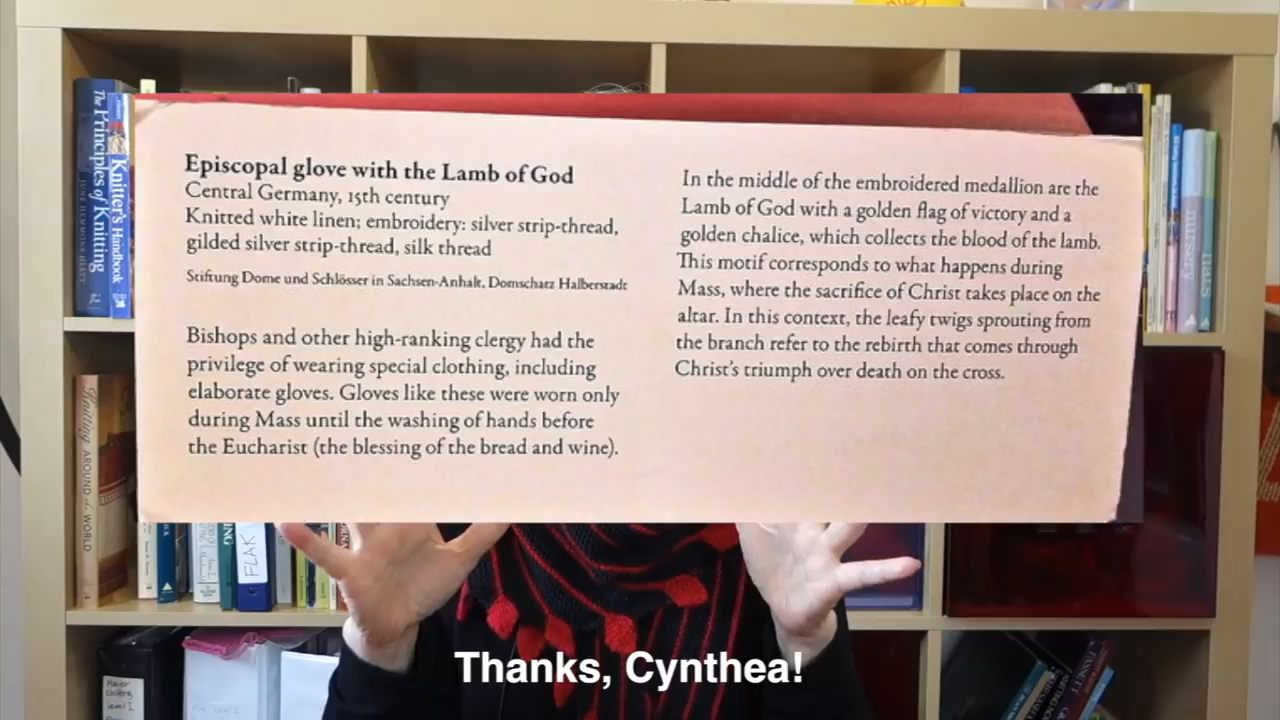 The Principles of Knitting
JUNE HEMMONS HIATT
Knitter's Handbook
Episcopal glove with the Lamb of God
Central Germany, 15th century
Knitted white linen; embroidery: silver strip-thread,
gilded silver strip-thread, silk thread
Stiftung Dome und Schlösser in Sachsen-Anhalt, Domschatz Halberstadt
Bishops and other high-ranking clergy had the
privilege of wearing special clothing, including
elaborate gloves. Gloves like these were worn only
during Mass until the washing of hands before
the Eucharist (the blessing of the bread and wine).
In the middle of the embroidered medallion are the
Lamb of God with a golden flag of victory and a
golden chalice, which collects the blood of the lamb.
This motif corresponds to what happens during
Mass, where the sacrifice of Christ takes place on the
altar. In this context, the leafy twigs sprouting from
the branch refer to the rebirth that comes through
Christ's triumph over death on the cross.
Knitting AROUND the WORLD
FLAK
Master
Knitting
Level I
Thanks, Cynthea!